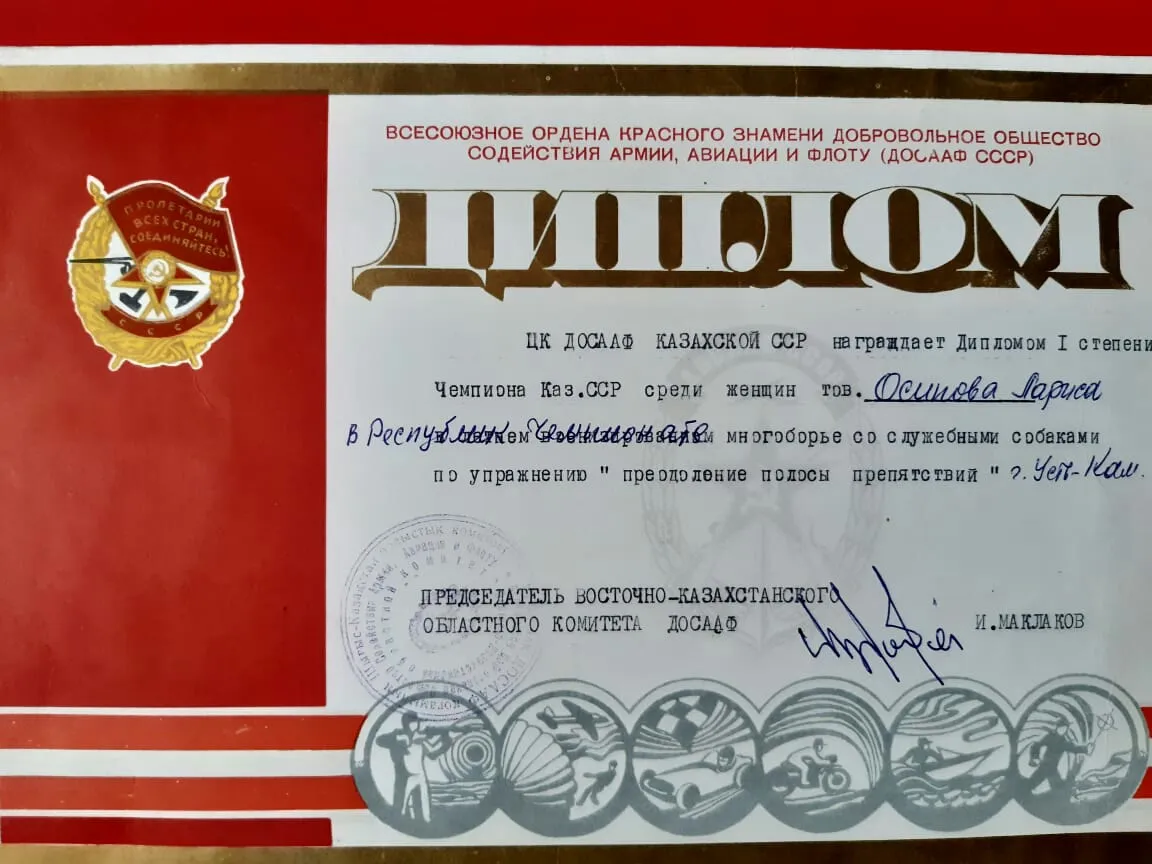 ПРОЛЕТАРИИ
ВСЕХ СТРАН,
СОЕДИНЯЙТЕСЬ!
СССР
ВСЕСОЮЗНОЕ ОРДЕНА КРАСНОГО ЗНАМЕНИ ДОБРОВОЛЬНОЕ ОБЩЕСТВО
СОДЕЙСТВИЯ АРМИИ, АВИАЦИИ И ФЛОТУ (ДОСААФ СССР)
ДИПЛОМ
ЦК ДОСААФ КАЗАХСКОЙ ССР награждает Дипломом I степени
Чемпиона Каз.ССР среди женщин тов. Осипова Лариса
в Республик Чемпионате
многоборье со служебными собаками
по упражнению " преодоление полосы препятствий " г. Уст-Кам.
ПРЕДСЕДАТЕЛЬ ВОСТОЧНО-КАЗАХСТАНСКОГО
ОБЛАСТНОГО КОМИТЕТА ДОСААФ И.МАКЛАКОВ